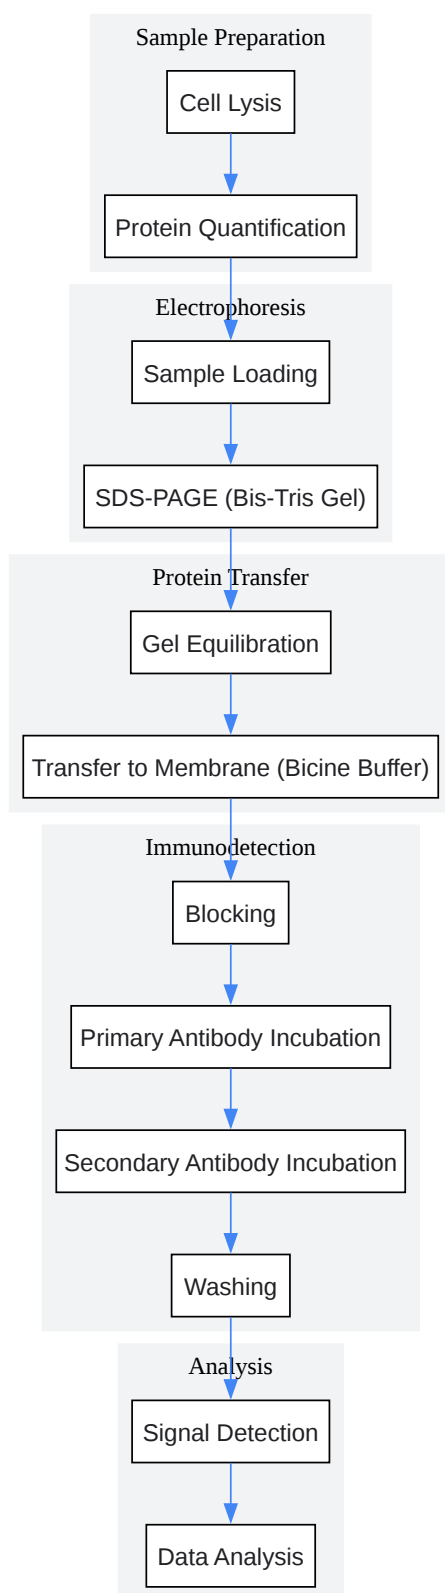 Sample Preparation
Cell Lysis
Protein Quantification
Electrophoresis
Sample Loading
SDS-PAGE (Bis-Tris Gel)
Protein Transfer
Gel Equilibration
Transfer to Membrane (Bicine Buffer)
Immunodetection
Blocking
Primary Antibody Incubation
Secondary Antibody Incubation
Washing
Analysis
Signal Detection
Data Analysis